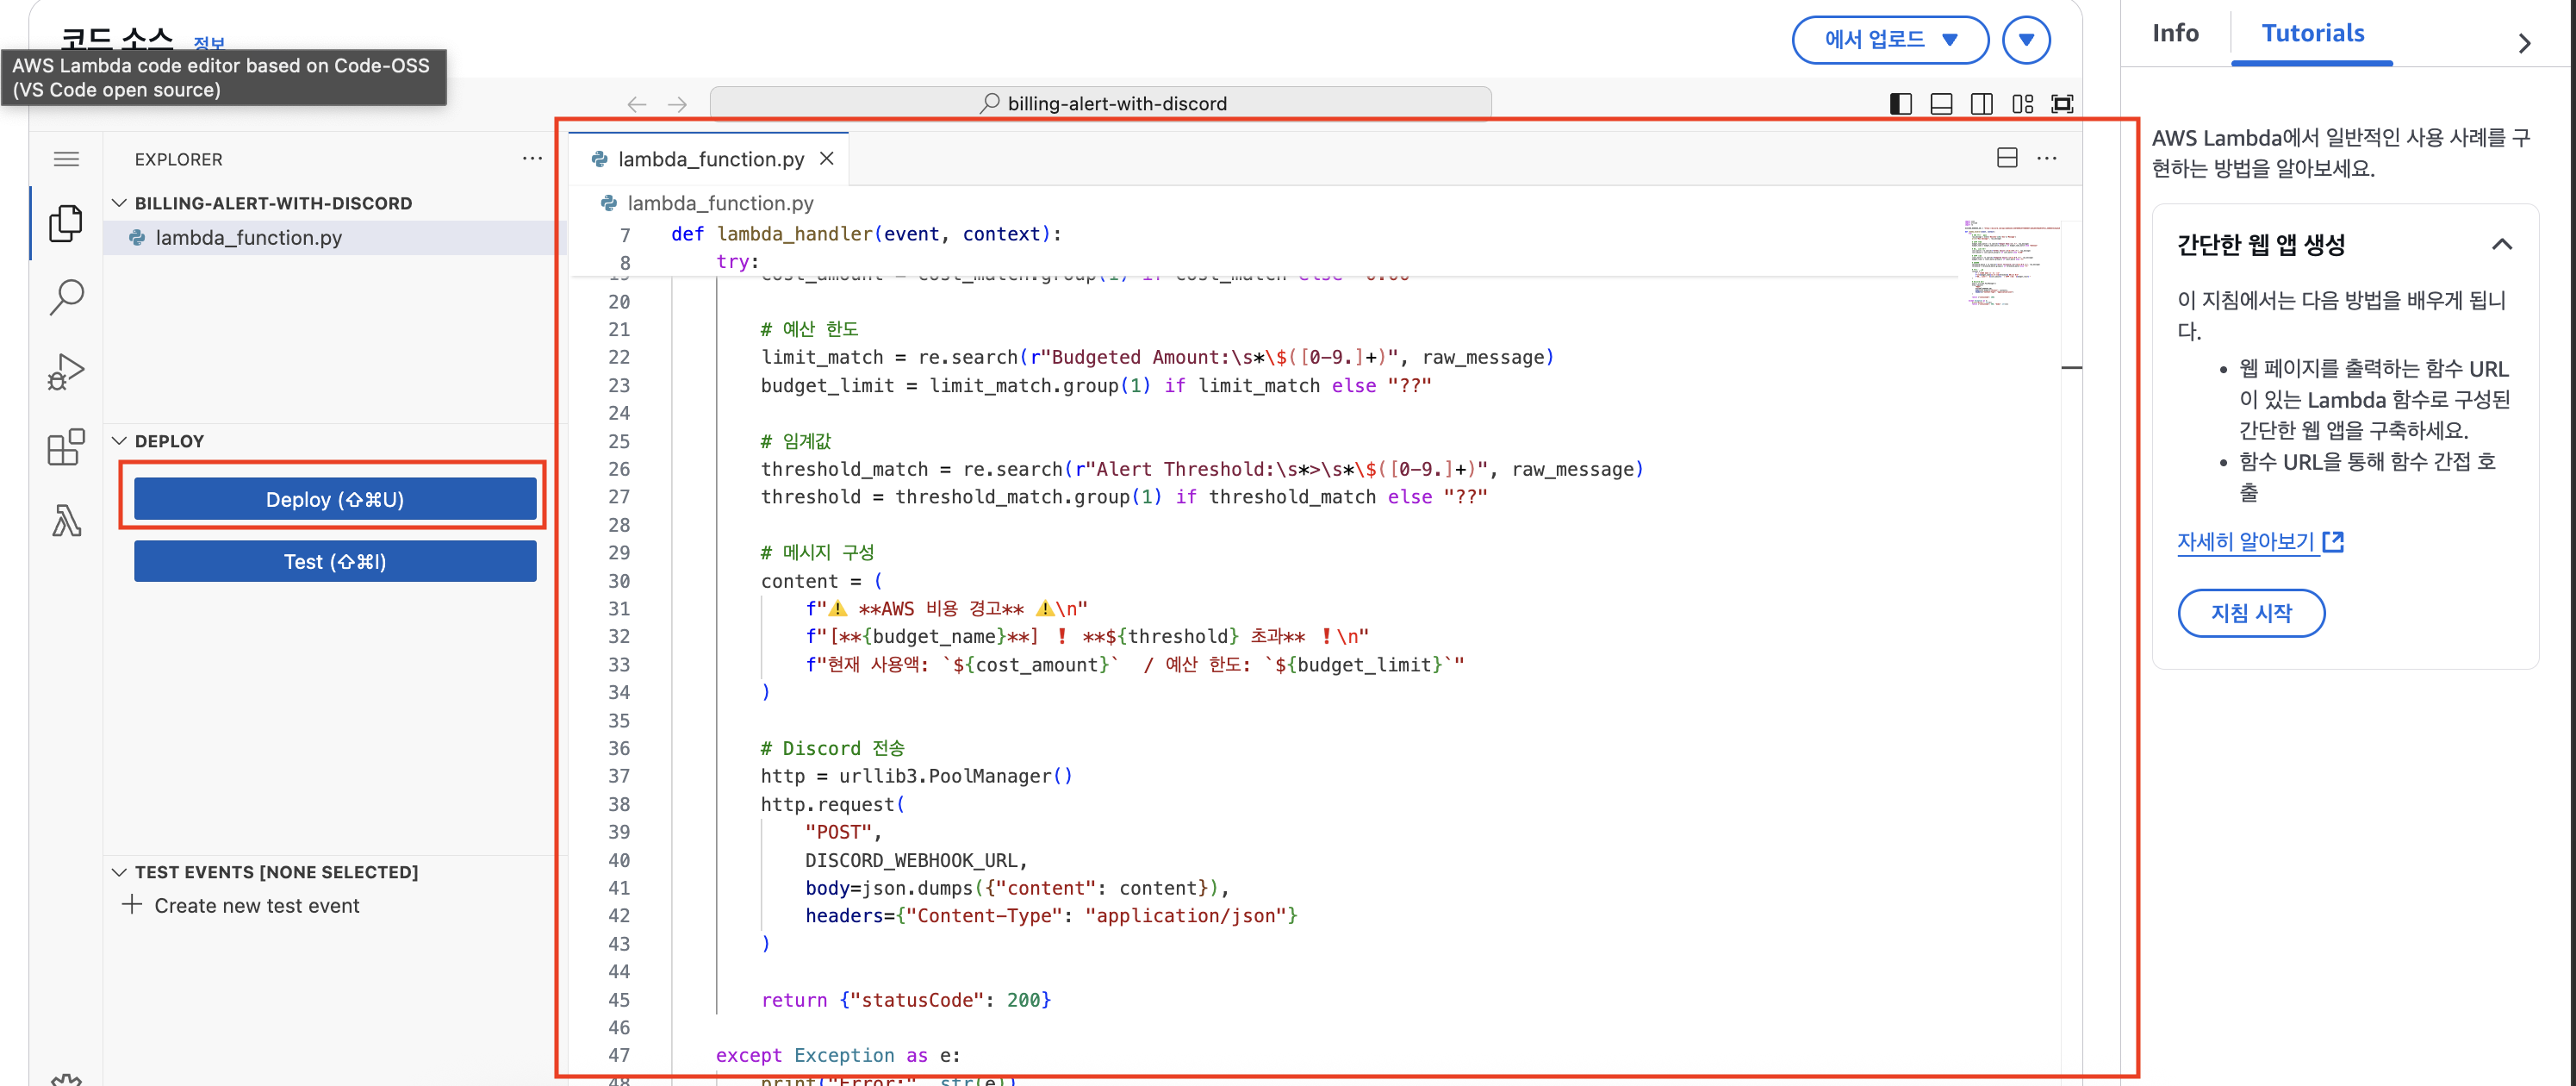 코드 소스 정보
에서 업로드
Info
Tutorials
AWS Lambda code editor based on Code-OSS
(VS Code open source)
billing-alert-with-discord
EXPLORER
BILLING-ALERT-WITH-DISCORD
lambda_function.py
DEPLOY
Deploy (⇧⌘U)
Test (⇧⌘I)
TEST EVENTS [NONE SELECTED]
Create new test event
lambda_function.py
lambda_function.py
7 def lambda_handler(event, context):
8 try:
19 cost_amount = cost_match.group(1) if cost_match else "0.00"
20
21 # 예산 한도
22 limit_match = re.search(r"Budgeted Amount:\s*\$([0-9.]+)", raw_message)
23 budget_limit = limit_match.group(1) if limit_match else "??"
24
25 # 임계값
26 threshold_match = re.search(r"Alert Threshold:\s*>\s*\$([0-9.]+)", raw_message)
27 threshold = threshold_match.group(1) if threshold_match else "??"
28
29 # 메시지 구성
30 content = (
31 f"⚠️ **AWS 비용 경고** ⚠️\n"
32 f"[**{budget_name}**] ❗ **${threshold} 초과** ❗\n"
33 f"현재 사용액: `${cost_amount}` / 예산 한도: `${budget_limit}`"
34 )
35
36 # Discord 전송
37 http = urllib3.PoolManager()
38 http.request(
39 "POST",
40 DISCORD_WEBHOOK_URL,
41 body=json.dumps({"content": content}),
42 headers={"Content-Type": "application/json"}
43 )
44
45 return {"statusCode": 200}
46
47 except Exception as e:
48 print("Error:", str(e))
AWS Lambda에서 일반적인 사용 사례를 구
현하는 방법을 알아보세요.
간단한 웹 앱 생성
이 지침에서는 다음 방법을 배우게 됩니
다.
• 웹 페이지를 출력하는 함수 URL
이 있는 Lambda 함수로 구성된
간단한 웹 앱을 구축하세요.
• 함수 URL을 통해 함수 간접 호
출
자세히 알아보기
지침 시작